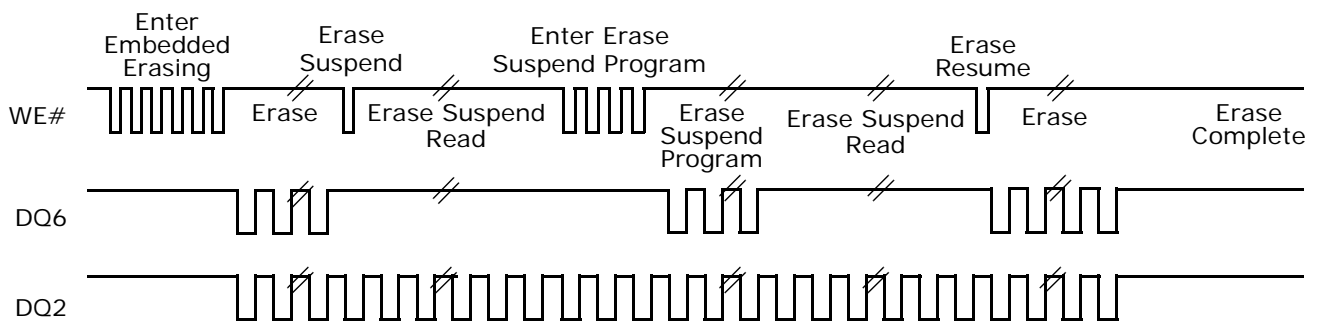 Enter
Embedded
Erasing
Erase
Suspend
Enter Erase
Suspend Program
Erase
Resume
WE#
Erase
Erase Suspend
Read
Erase
Suspend
Program
Erase Suspend
Read
Erase
Erase
Complete
DQ6
DQ2